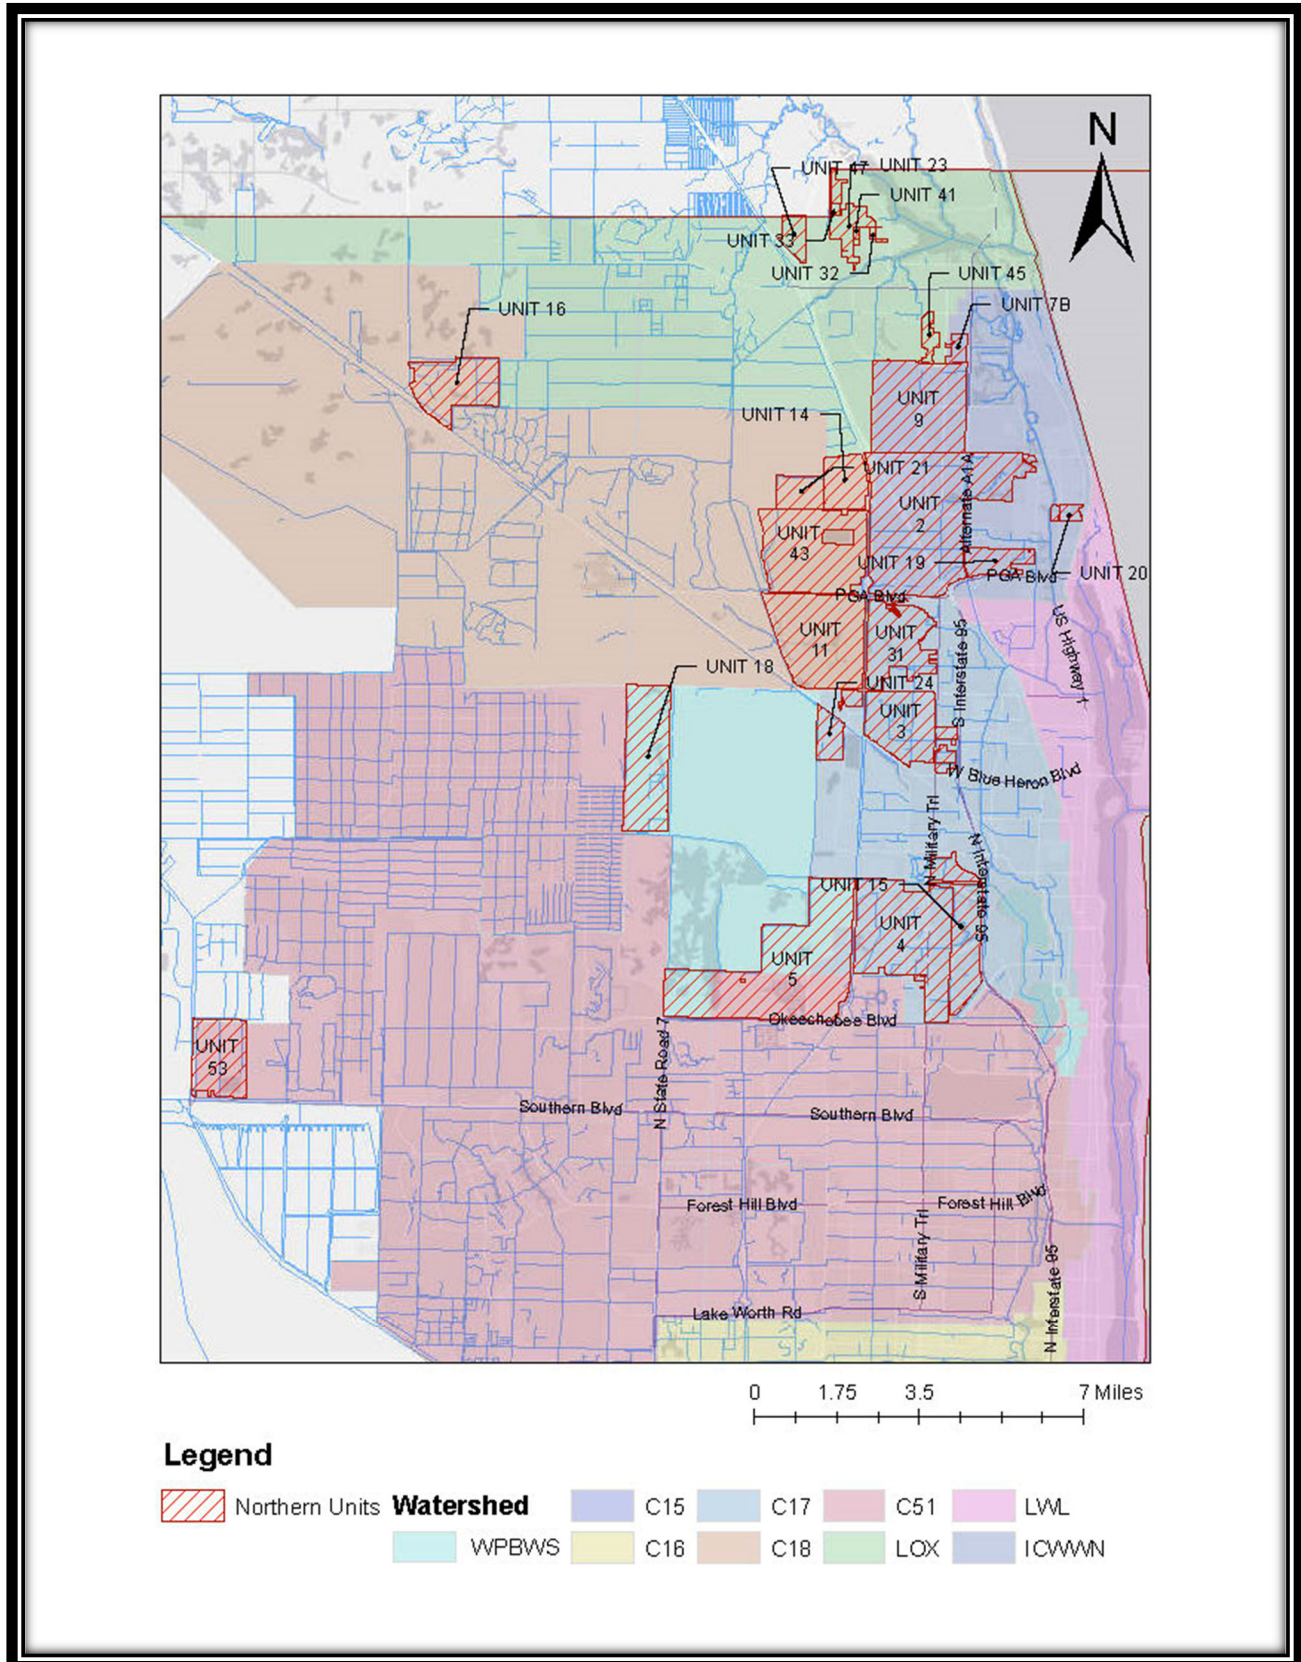 N
UNIT 47
UNIT 23
UNIT 41
UNIT 33
UNIT 32
UNIT 45
UNIT 7B
UNIT 16
UNIT 9
UNIT 14
UNIT 21
UNIT 2
Alternate A1A
UNIT 43
UNIT 19
PGA Blvd
UNIT 20
PGA Blvd
UNIT 11
UNIT 31
S Interstate 95
US Highway 1
UNIT 18
UNIT 24
UNIT 3
W Blue Heron Blvd
N Military Trl
N Interstate 95
UNIT 15
UNIT 4
UNIT 5
Okeechobee Blvd
UNIT 53
N State Road 7
Southern Blvd
Southern Blvd
Forest Hill Blvd
Forest Hill Blvd
S Military Trl
N Interstate 95
Lake Worth Rd
0 1.75 3.5 7 Miles
Legend
Northern Units Watershed C15 C17 C51 LWL
WPBWS C16 C18 LOX ICWWN